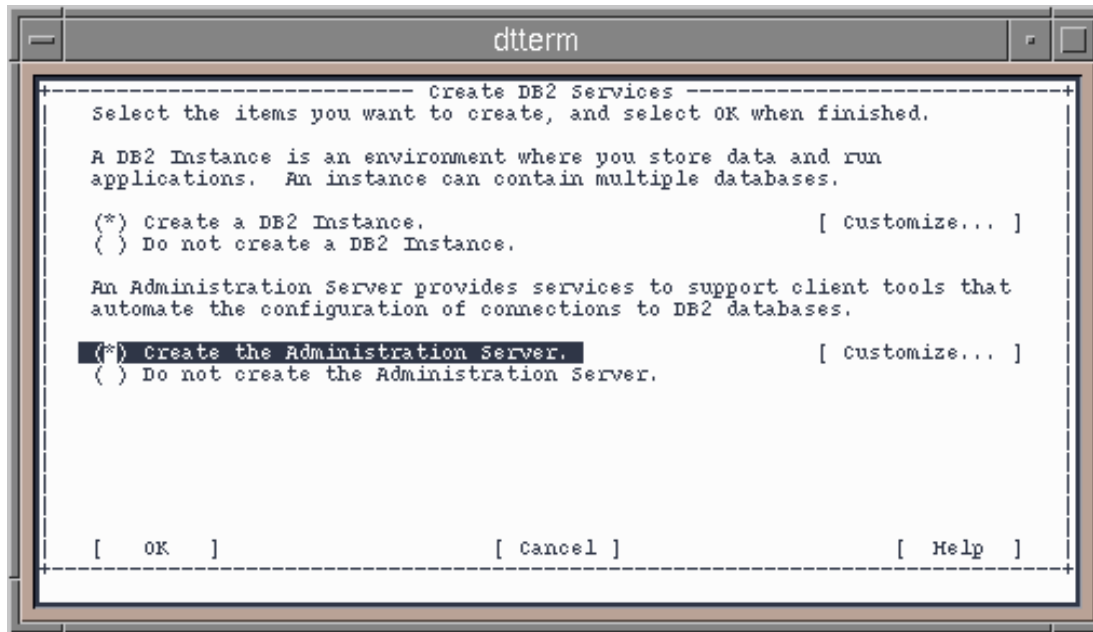 dtterm
Create DB2 Services
Select the items you want to create, and select OK when finished.
A DB2 Instance is an environment where you store data and run
applications.  An instance can contain multiple databases.
(*) Create a DB2 Instance. [ Customize... ]
( ) Do not create a DB2 Instance.
An Administration Server provides services to support client tools that
automate the configuration of connections to DB2 databases.
(*) Create the Administration Server. [ Customize... ]
( ) Do not create the Administration Server.
[ OK ] [ Cancel ] [ Help ]